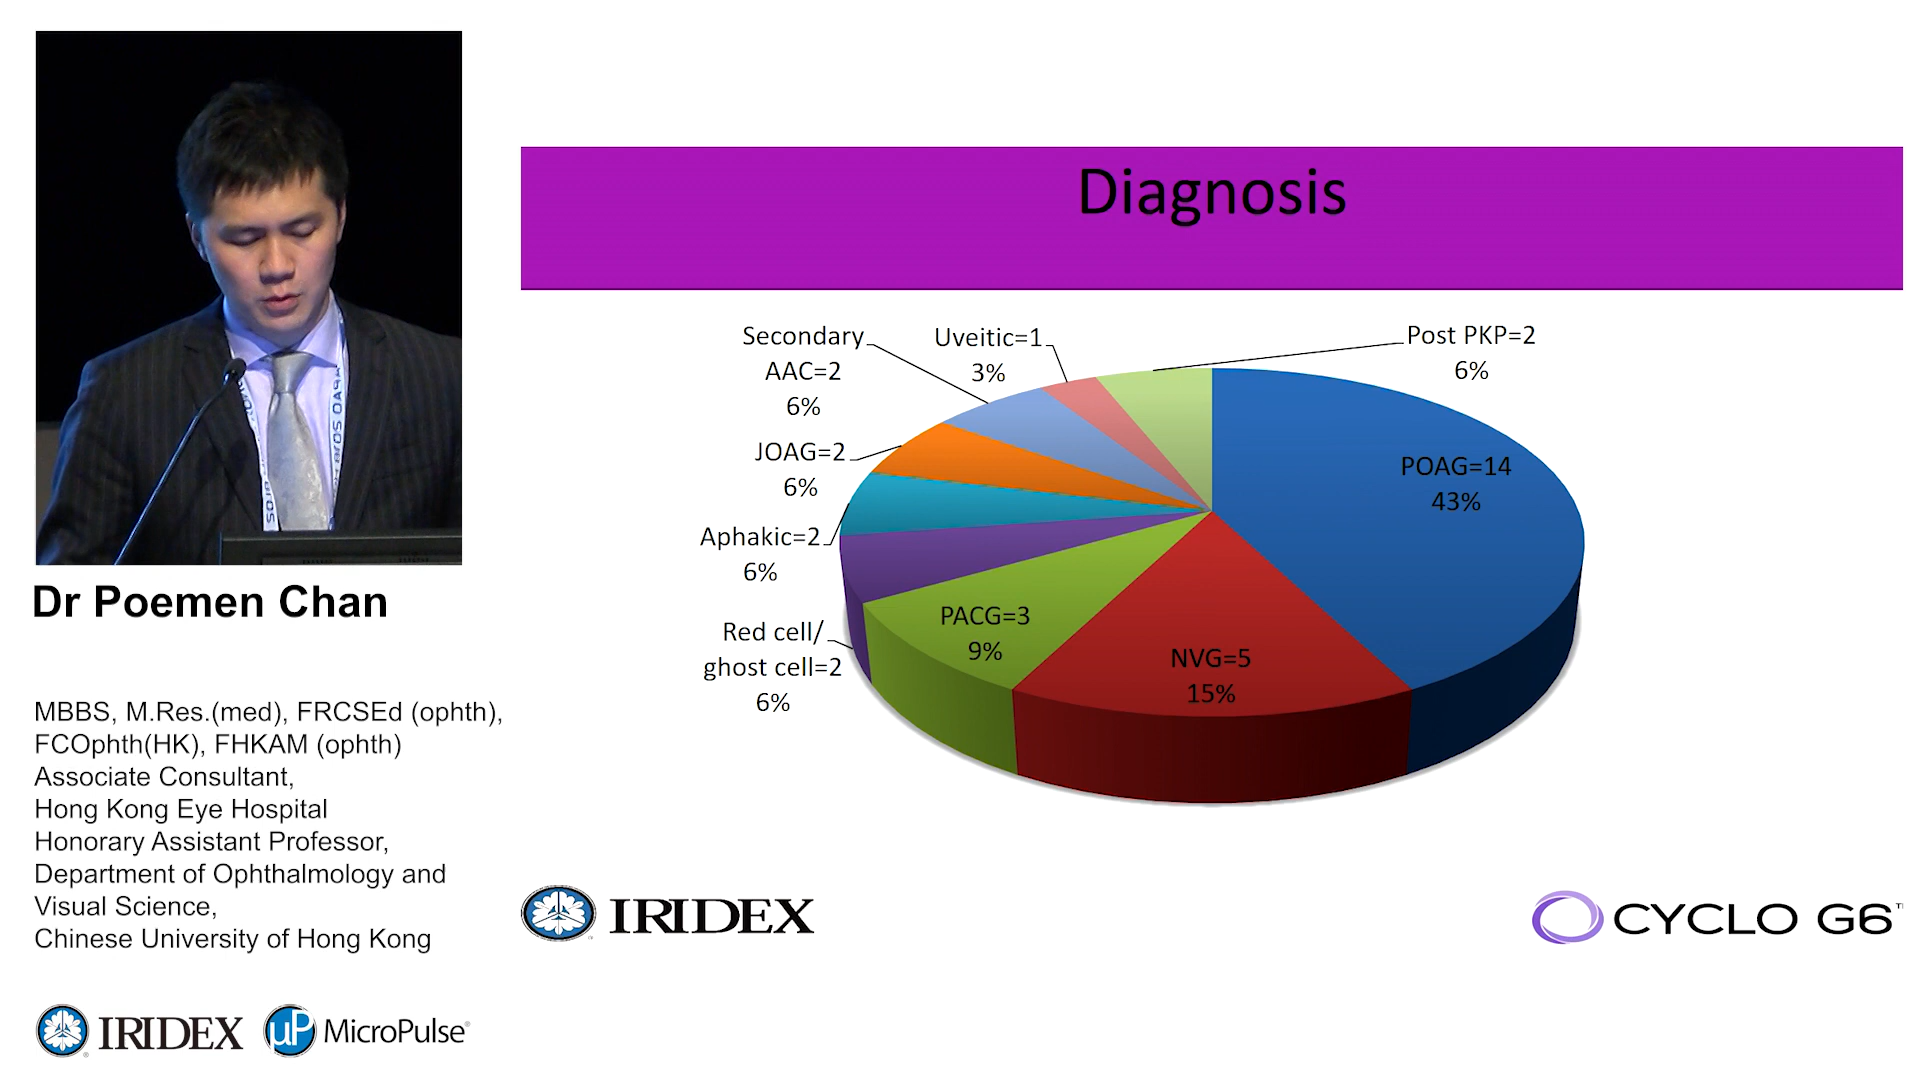 Dr Poemen Chan
MBBS, M.Res.(med), FRCSEd (ophth),
FCOphth(HK), FHKAM (ophth)
Associate Consultant,
Hong Kong Eye Hospital
Honorary Assistant Professor,
Department of Ophthalmology and
Visual Science,
Chinese University of Hong Kong
IRIDEX
µP MicroPulse®
Diagnosis
Secondary
AAC=2
6%
Uveitic=1
3%
Post PKP=2
6%
JOAG=2
6%
POAG=14
43%
Aphakic=2
6%
PACG=3
9%
Red cell/
ghost cell=2
6%
NVG=5
15%
IRIDEX
CYCLO G6